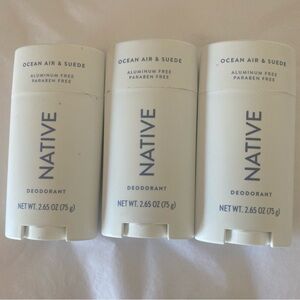 OCEAN AIR & SUEDE
ALUMINUM FREE
PARABEN FREE
NATIVE
DEODORANT
NET WT. 2.65 OZ (75 g)
OCEAN AIR & SUEDE
ALUMINUM FREE
PARABEN FREE
NATIVE
DEODORANT
NET WT. 2.65 OZ (75 g)
OCEAN AIR & SUEDE
ALUMINUM FREE
PARABEN FREE
NATIVE
DEODORANT
NET WT. 2.65 OZ (75 g)